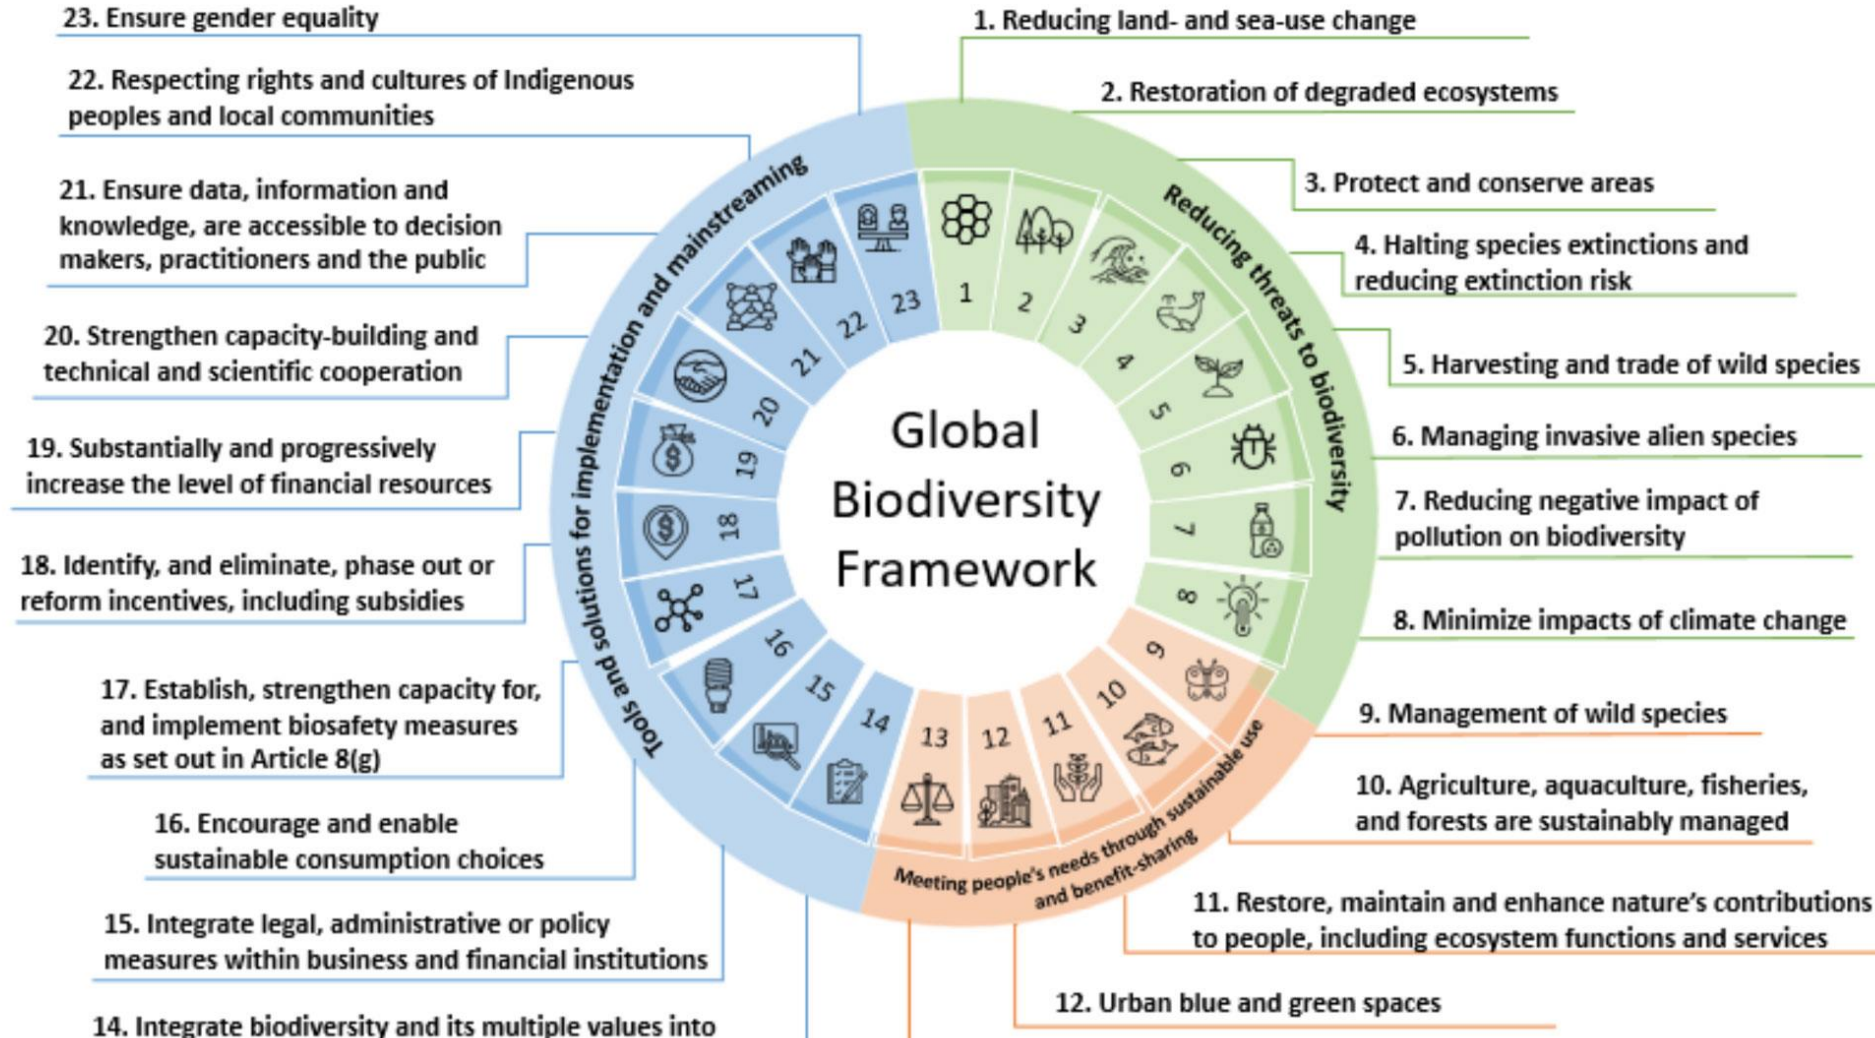 23. Ensure gender equality
22. Respecting rights and cultures of Indigenous
peoples and local communities
21. Ensure data, information and
knowledge, are accessible to decision
makers, practitioners and the public
20. Strengthen capacity-building and
technical and scientific cooperation
19. Substantially and progressively
increase the level of financial resources
18. Identify, and eliminate, phase out or
reform incentives, including subsidies
17. Establish, strengthen capacity for,
and implement biosafety measures
as set out in Article 8(g)
16. Encourage and enable
sustainable consumption choices
15. Integrate legal, administrative or policy
measures within business and financial institutions
14. Integrate biodiversity and its multiple values into
1. Reducing land- and sea-use change
2. Restoration of degraded ecosystems
3. Protect and conserve areas
4. Halting species extinctions and
reducing extinction risk
5. Harvesting and trade of wild species
6. Managing invasive alien species
7. Reducing negative impact of
pollution on biodiversity
8. Minimize impacts of climate change
9. Management of wild species
10. Agriculture, aquaculture, fisheries,
and forests are sustainably managed
11. Restore, maintain and enhance nature's contributions
to people, including ecosystem functions and services
12. Urban blue and green spaces
Tools and solutions for implementation and mainstreaming
Reducing threats to biodiversity
Meeting people's needs through sustainable use
and benefit-sharing
Global
Biodiversity
Framework
1
2
3
4
5
6
7
8
9
10
11
12
13
14
15
16
17
18
19
20
21
22
23